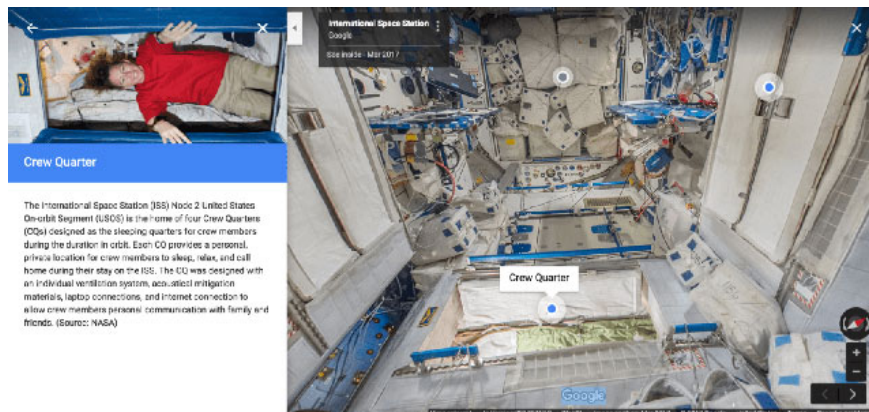 Crew Quarter
The International Space Station (ISS) Node 2 United States
On-orbit Segment (USOS) is the home of four Crew Quarters
(CQs) designed as the sleeping quarters for crew members
during the duration in orbit. Each CQ provides a personal,
private location for crew members to sleep, relax, and call
home during their stay on the ISS. The CQ was designed with
an individual ventilation system, acoustical mitigation
materials, laptop connections, and internet connection to
allow crew members personal communication with family and
friends. (Source: NASA)
International Space Station
Google
See inside - Mar 2017
Crew Quarter
Google